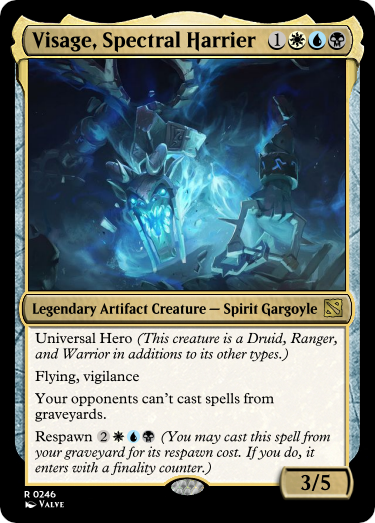 Visage, Spectral Harrier 1
Legendary Artifact Creature — Spirit Gargoyle
Universal Hero (This creature is a Druid, Ranger,
and Warrior in additions to its other types.)
Flying, vigilance
Your opponents can't cast spells from
graveyards.
Respawn 2 (You may cast this spell from
your graveyard for its respawn cost. If you do, it
enters with a finality counter.)
3/5
R 0246
VALVE